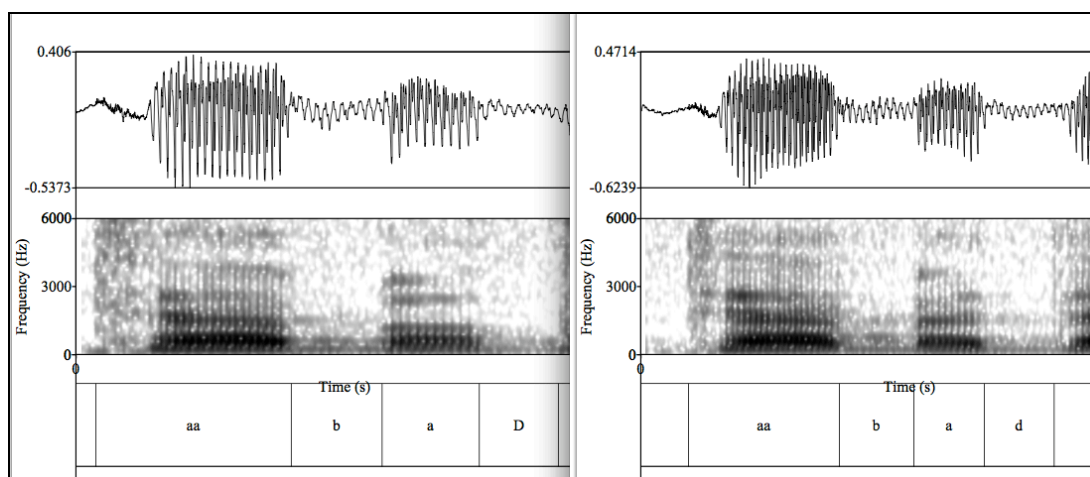 0.406
-0.5373
6000
Frequency (Hz)
3000
0
0
Time (s)
aa b a D
0.4714
-0.6239
6000
Frequency (Hz)
3000
0
0
Time (s)
aa b a d